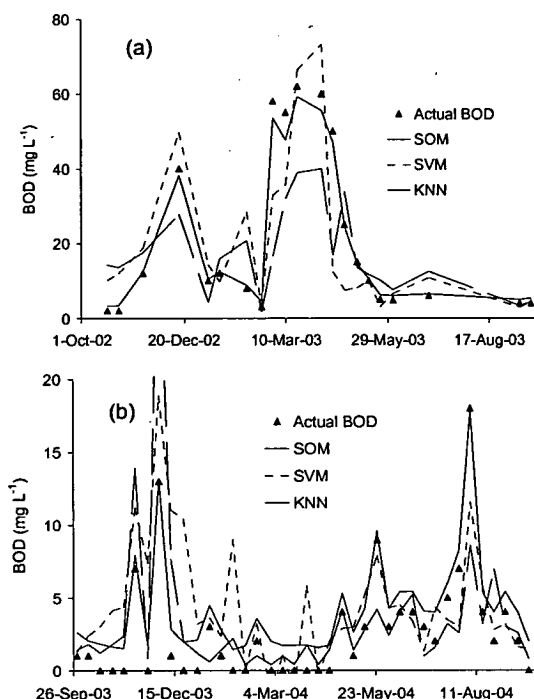 80
(a)
60
▲ Actual BOD
SOM
SVM
KNN
BOD (mg L⁻¹)
40
20
0
1-Oct-02 20-Dec-02 10-Mar-03 29-May-03 17-Aug-03
20
(b)
▲ Actual BOD
SOM
SVM
KNN
15
BOD (mg L⁻¹)
10
5
0
26-Sep-03 15-Dec-03 4-Mar-04 23-May-04 11-Aug-04